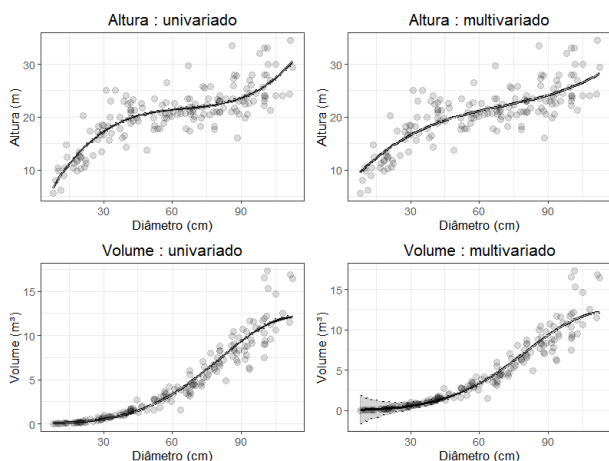 Altura : univariado
Altura : multivariado
Altura (m)
30
20
10
30
60
90
Diâmetro (cm)
Altura (m)
30
20
10
30
60
90
Diâmetro (cm)
Volume : univariado
Volume : multivariado
Volume (m³)
15
10
5
0
30
60
90
Diâmetro (cm)
Volume (m³)
15
10
5
0
30
60
90
Diâmetro (cm)